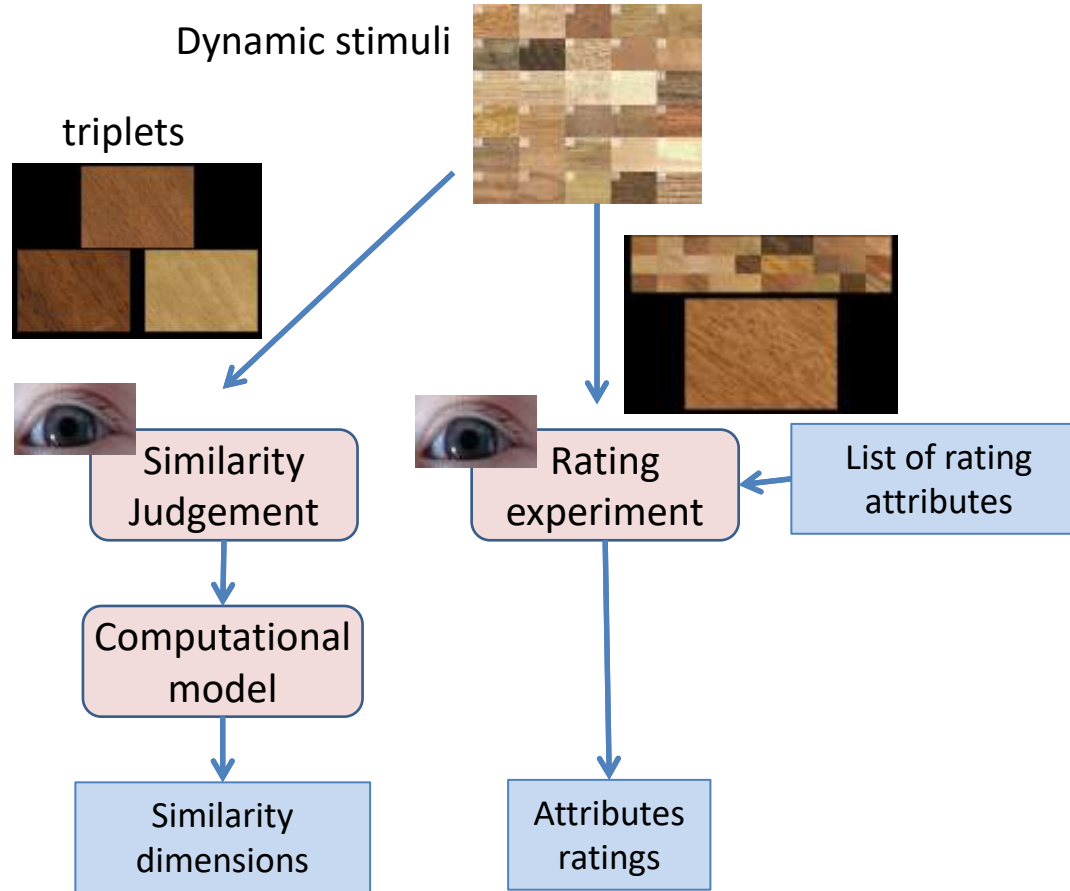 Dynamic stimuli
triplets
Similarity
Judgement
Rating
experiment
List of rating
attributes
Computational
model
Similarity
dimensions
Attributes
ratings